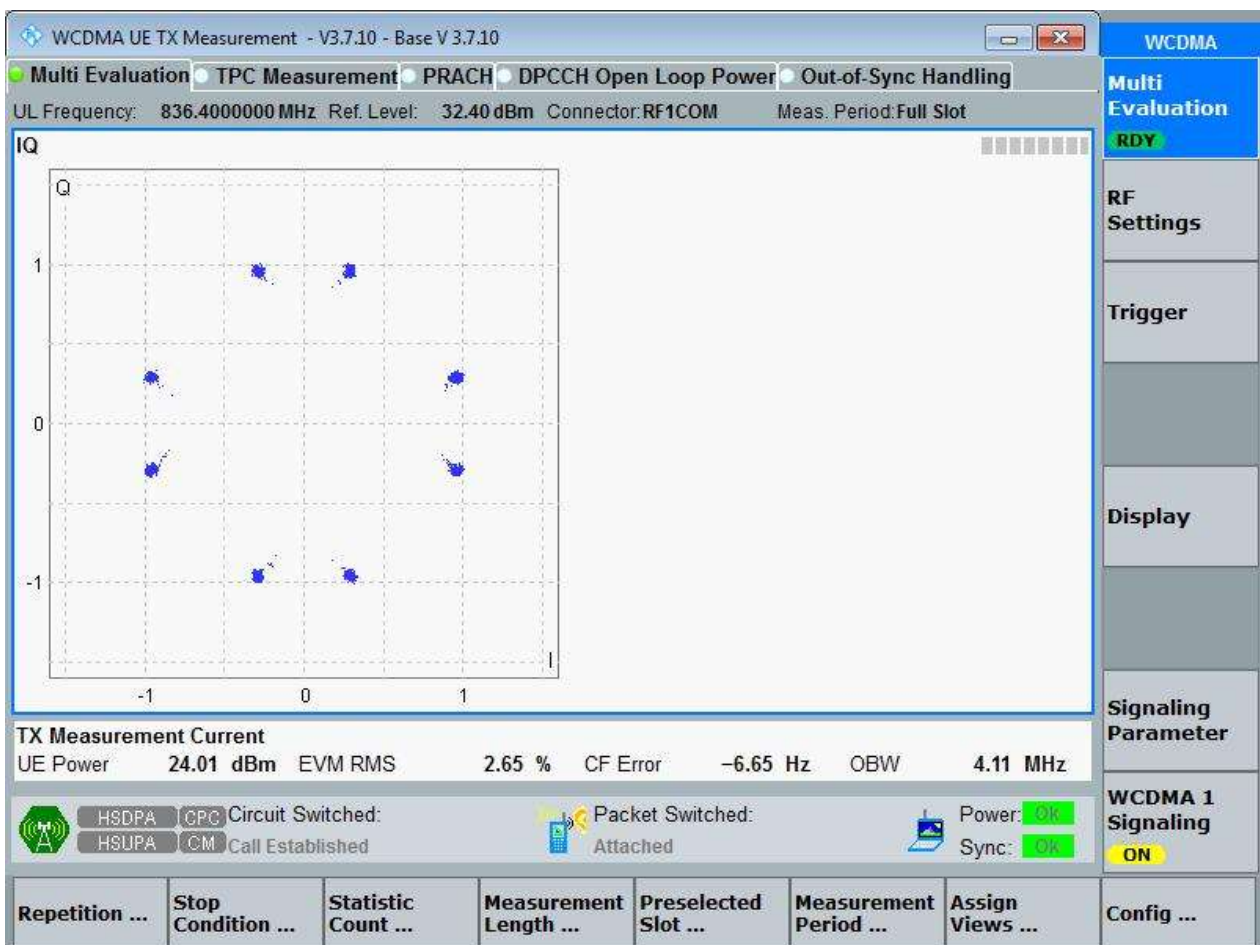 WCDMA UE TX Measurement - V3.7.10 - Base V 3.7.10
WCDMA
Multi Evaluation TPC Measurement PRACH DPCCH Open Loop Power Out-of-Sync Handling
UL Frequency: 836.4000000 MHz Ref. Level: 32.40 dBm Connector: RF1COM Meas. Period: Full Slot
IQ
Q
1
0
-1
I
-1 0 1
TX Measurement Current
UE Power 24.01 dBm EVM RMS 2.65 % CF Error −6.65 Hz OBW 4.11 MHz
HSDPA CPC Circuit Switched: Packet Switched: Power: Ok
HSUPA CM Call Established Attached Sync: Ok
Multi
Evaluation
RDY
RF
Settings
Trigger
Display
Signaling
Parameter
WCDMA 1
Signaling
ON
Repetition ...
Stop
Condition ...
Statistic
Count ...
Measurement
Length ...
Preselected
Slot ...
Measurement
Period ...
Assign
Views ...
Config ...